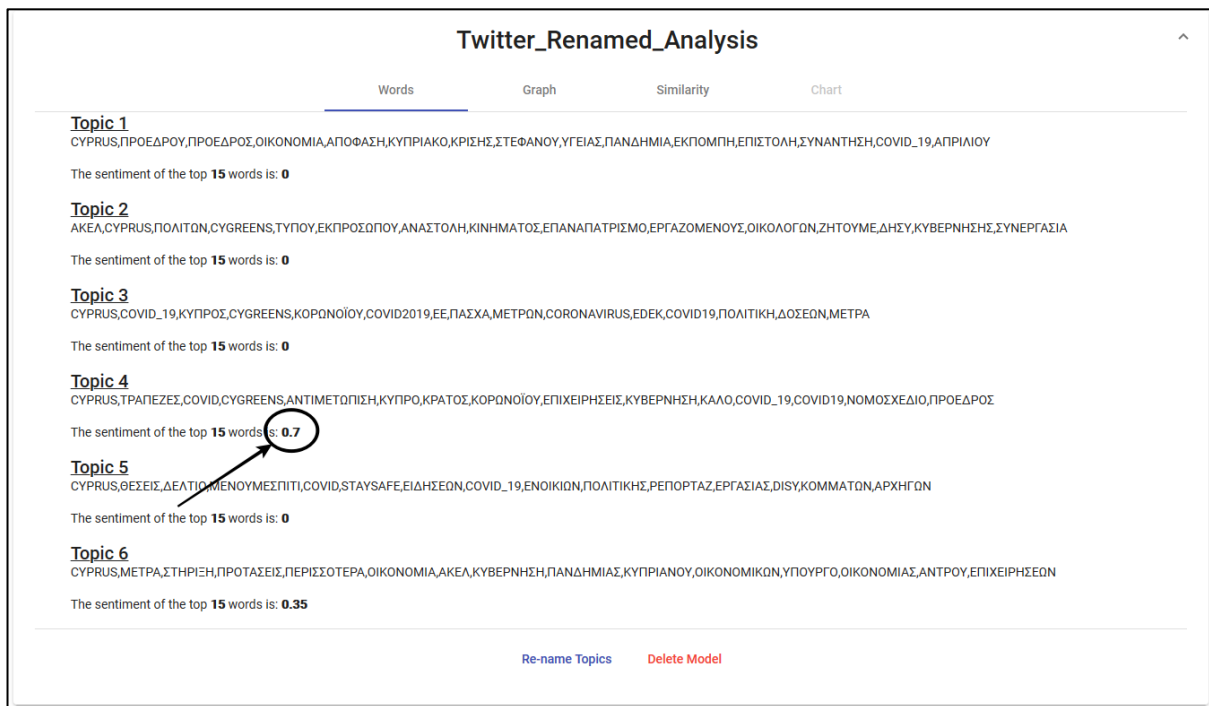 Twitter_Renamed_Analysis
Words Graph Similarity Chart
Topic 1
CYPRUS,ΠΡΟΕΔΡΟΥ,ΠΡΟΕΔΡΟΣ,ΟΙΚΟΝΟΜΙΑ,ΑΠΟΦΑΣΗ,ΚΥΠΡΙΑΚΟ,ΚΡΙΣΗΣ,ΣΤΕΦΑΝΟΥ,ΥΓΕΙΑΣ,ΠΑΝΔΗΜΙΑ,ΕΚΠΟΜΠΗ,ΕΠΙΣΤΟΛΗ,ΣΥΝΑΝΤΗΣΗ,COVID_19,ΑΠΡΙΛΙΟΥ
The sentiment of the top 15 words is: 0
Topic 2
ΑΚΕΛ,CYPRUS,ΠΟΛΙΤΩΝ,CYGREENS,ΤΥΠΟΥ,ΕΚΠΡΟΣΩΠΟΥ,ΑΝΑΣΤΟΛΗ,ΚΙΝΗΜΑΤΟΣ,ΕΠΑΝΑΠΑΤΡΙΣΜΟ,ΕΡΓΑΖΟΜΕΝΟΥΣ,ΟΙΚΟΛΟΓΩΝ,ΖΗΤΟΥΜΕ,ΔΗΣΥ,ΚΥΒΕΡΝΗΣΗΣ,ΣΥΝΕΡΓΑΣΙΑ
The sentiment of the top 15 words is: 0
Topic 3
CYPRUS,COVID_19,ΚΥΠΡΟΣ,CYGREENS,ΚΟΡΩΝΟΪΟΥ,COVID2019,ΕΕ,ΠΑΣΧΑ,ΜΕΤΡΩΝ,CORONAVIRUS,EDEK,COVID19,ΠΟΛΙΤΙΚΗ,ΔΟΣΕΩΝ,ΜΕΤΡΑ
The sentiment of the top 15 words is: 0
Topic 4
CYPRUS,ΤΡΑΠΕΖΕΣ,COVID,CYGREENS,ΑΝΤΙΜΕΤΩΠΙΣΗ,ΚΥΠΡΟ,ΚΡΑΤΟΣ,ΚΟΡΩΝΟΪΟΥ,ΕΠΙΧΕΙΡΗΣΕΙΣ,ΚΥΒΕΡΝΗΣΗ,ΚΑΛΟ,COVID_19,COVID19,ΝΟΜΟΣΧΕΔΙΟ,ΠΡΟΕΔΡΟΣ
The sentiment of the top 15 words is: 0.7
Topic 5
CYPRUS,ΘΕΣΕΙΣ,ΔΕΛΤΙΟ,ΜΕΝΟΥΜΕΣΠΙΤΙ,COVID,STAYSAFE,ΕΙΔΗΣΕΩΝ,COVID_19,ΕΝΟΙΚΙΩΝ,ΠΟΛΙΤΙΚΗΣ,ΡΕΠΟΡΤΑΖ,ΕΡΓΑΣΙΑΣ,DISY,ΚΟΜΜΑΤΩΝ,ΑΡΧΗΓΩΝ
The sentiment of the top 15 words is: 0
Topic 6
CYPRUS,ΜΕΤΡΑ,ΣΤΗΡΙΞΗ,ΠΡΟΤΑΣΕΙΣ,ΠΕΡΙΣΣΟΤΕΡΑ,ΟΙΚΟΝΟΜΙΑ,ΑΚΕΛ,ΚΥΒΕΡΝΗΣΗ,ΠΑΝΔΗΜΙΑΣ,ΚΥΠΡΙΑΝΟΥ,ΟΙΚΟΝΟΜΙΚΩΝ,ΥΠΟΥΡΓΟ,ΟΙΚΟΝΟΜΙΑΣ,ΑΝΤΡΟΥ,ΕΠΙΧΕΙΡΗΣΕΩΝ
The sentiment of the top 15 words is: 0.35
Re-name Topics Delete Model